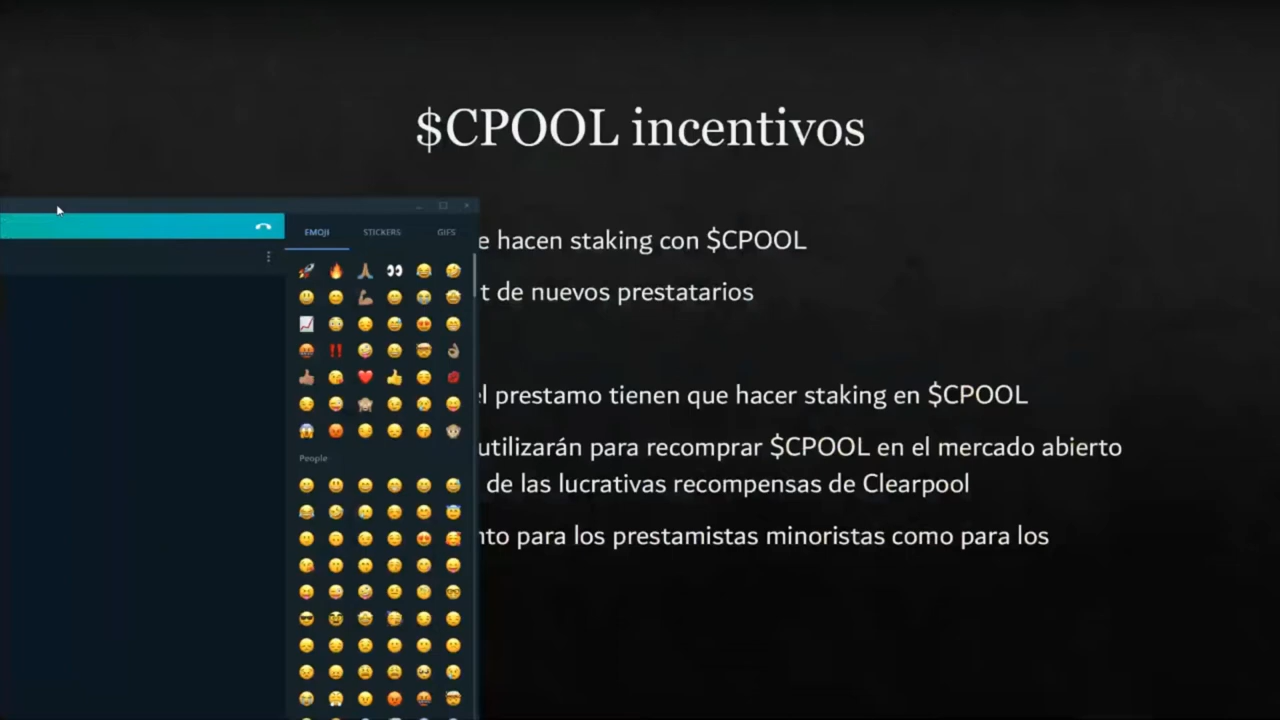 $CPOOL incentivos
EMOJI STICKERS GIFS
People
e hacen staking con $CPOOL
t de nuevos prestatarios
el prestamo tienen que hacer staking en $CPOOL
utilizarán para recomprar $CPOOL en el mercado abierto
de las lucrativas recompensas de Clearpool
nto para los prestamistas minoristas como para los